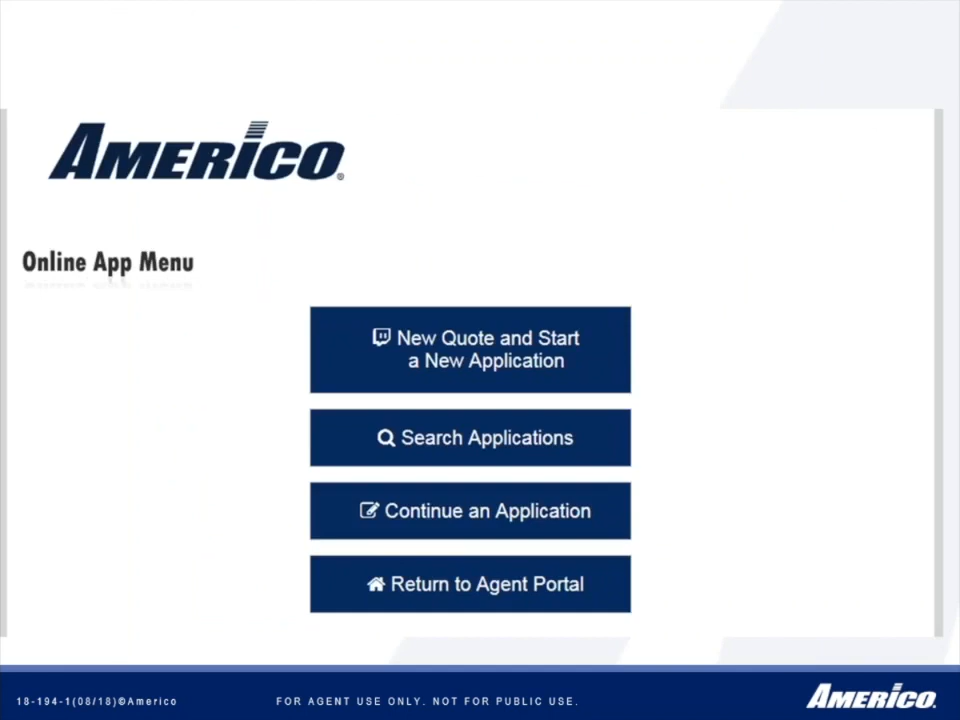 AMERICO®
Online App Menu
New Quote and Start
a New Application
Search Applications
Continue an Application
Return to Agent Portal
18-194-1(08/18)©Americo
FOR AGENT USE ONLY. NOT FOR PUBLIC USE.
AMERICO.